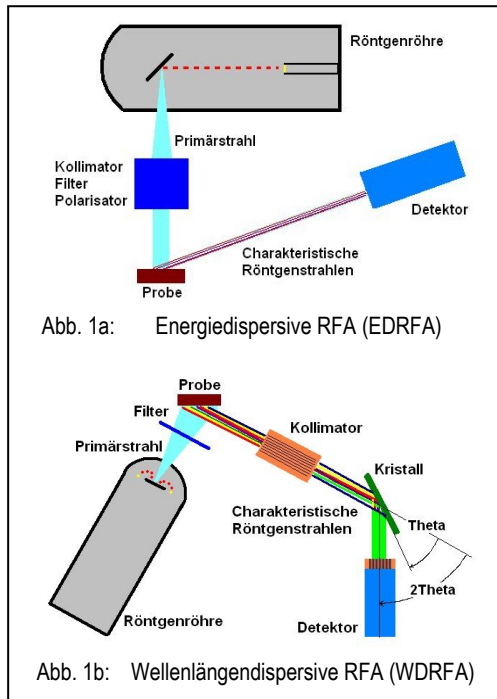 Röntgenröhre
Primärstrahl
Kollimator
Filter
Polarisator
Detektor
Charakteristische
Röntgenstrahlen
Probe
Abb. 1a: Energiedispersive RFA (EDRFA)
Probe
Filter
Kollimator
Primärstrahl
Kristall
Charakteristische
Röntgenstrahlen
Theta
2Theta
Röntgenröhre
Detektor
Abb. 1b: Wellenlängendispersive RFA (WDRFA)